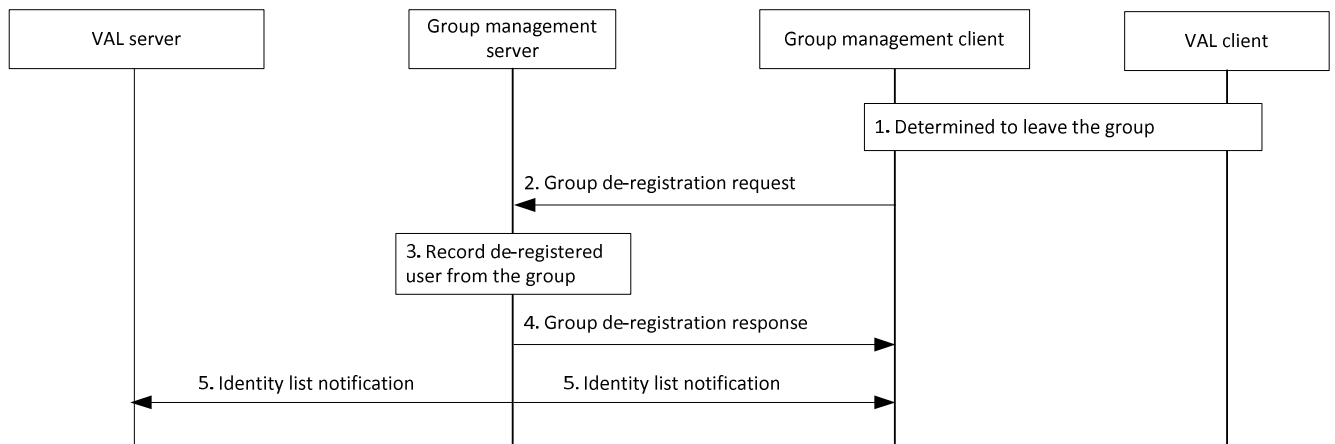 VAL server
Group management
server
Group management client
VAL client
1. Determined to leave the group
2. Group de-registration request
3. Record de-registered
user from the group
4. Group de-registration response
5. Identity list notification
5. Identity list notification